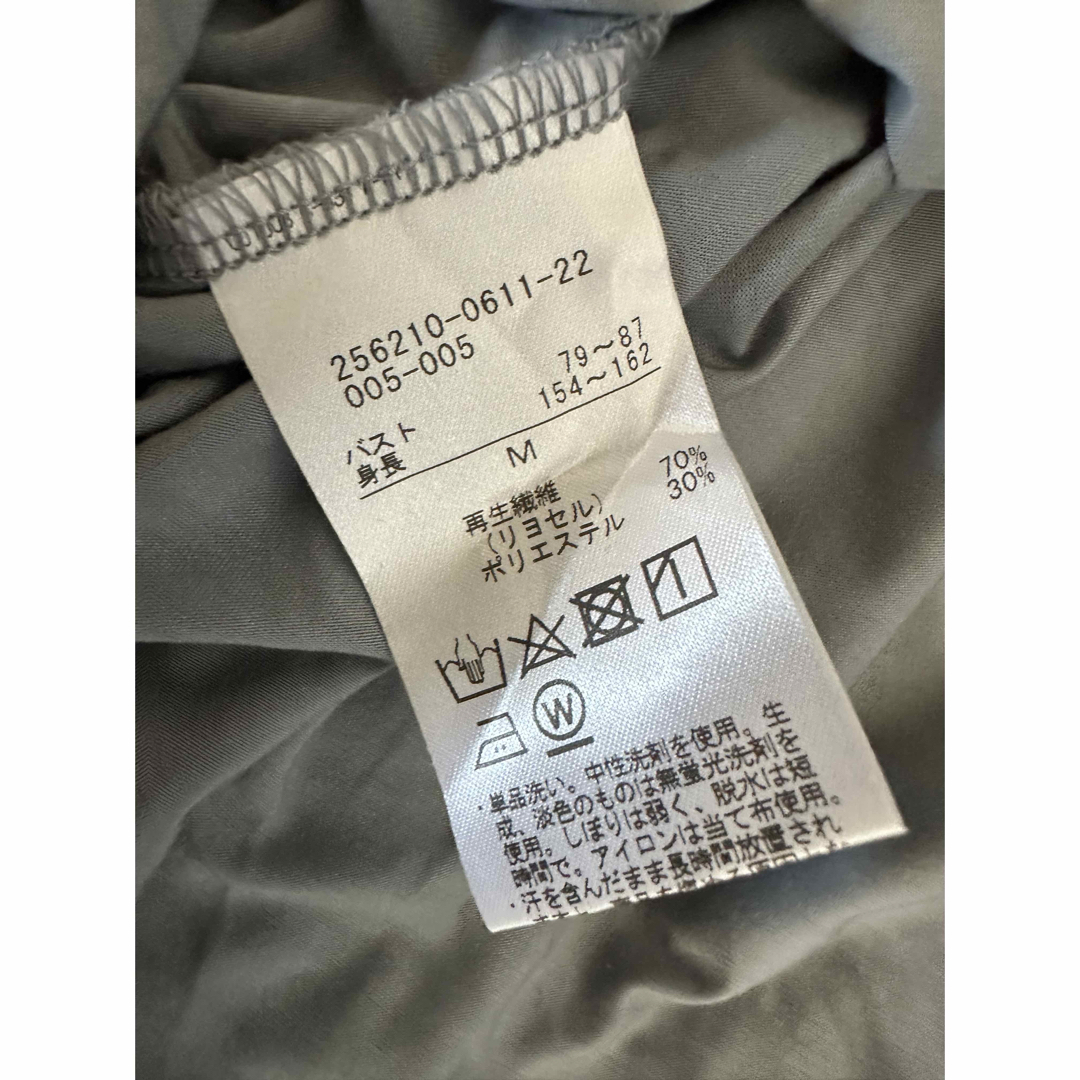 256210-0611-22
005-005
バスト 79～87
身長 154～162
M
再生繊維 70%
(リヨセル)
ポリエステル 30%
W
・単品洗い。中性洗剤を使用。生
成、淡色のものは無蛍光洗剤を
使用。しぼりは弱く、脱水は短
時間で。アイロンは当て布使用。
・汗を含んだまま長時間放置され